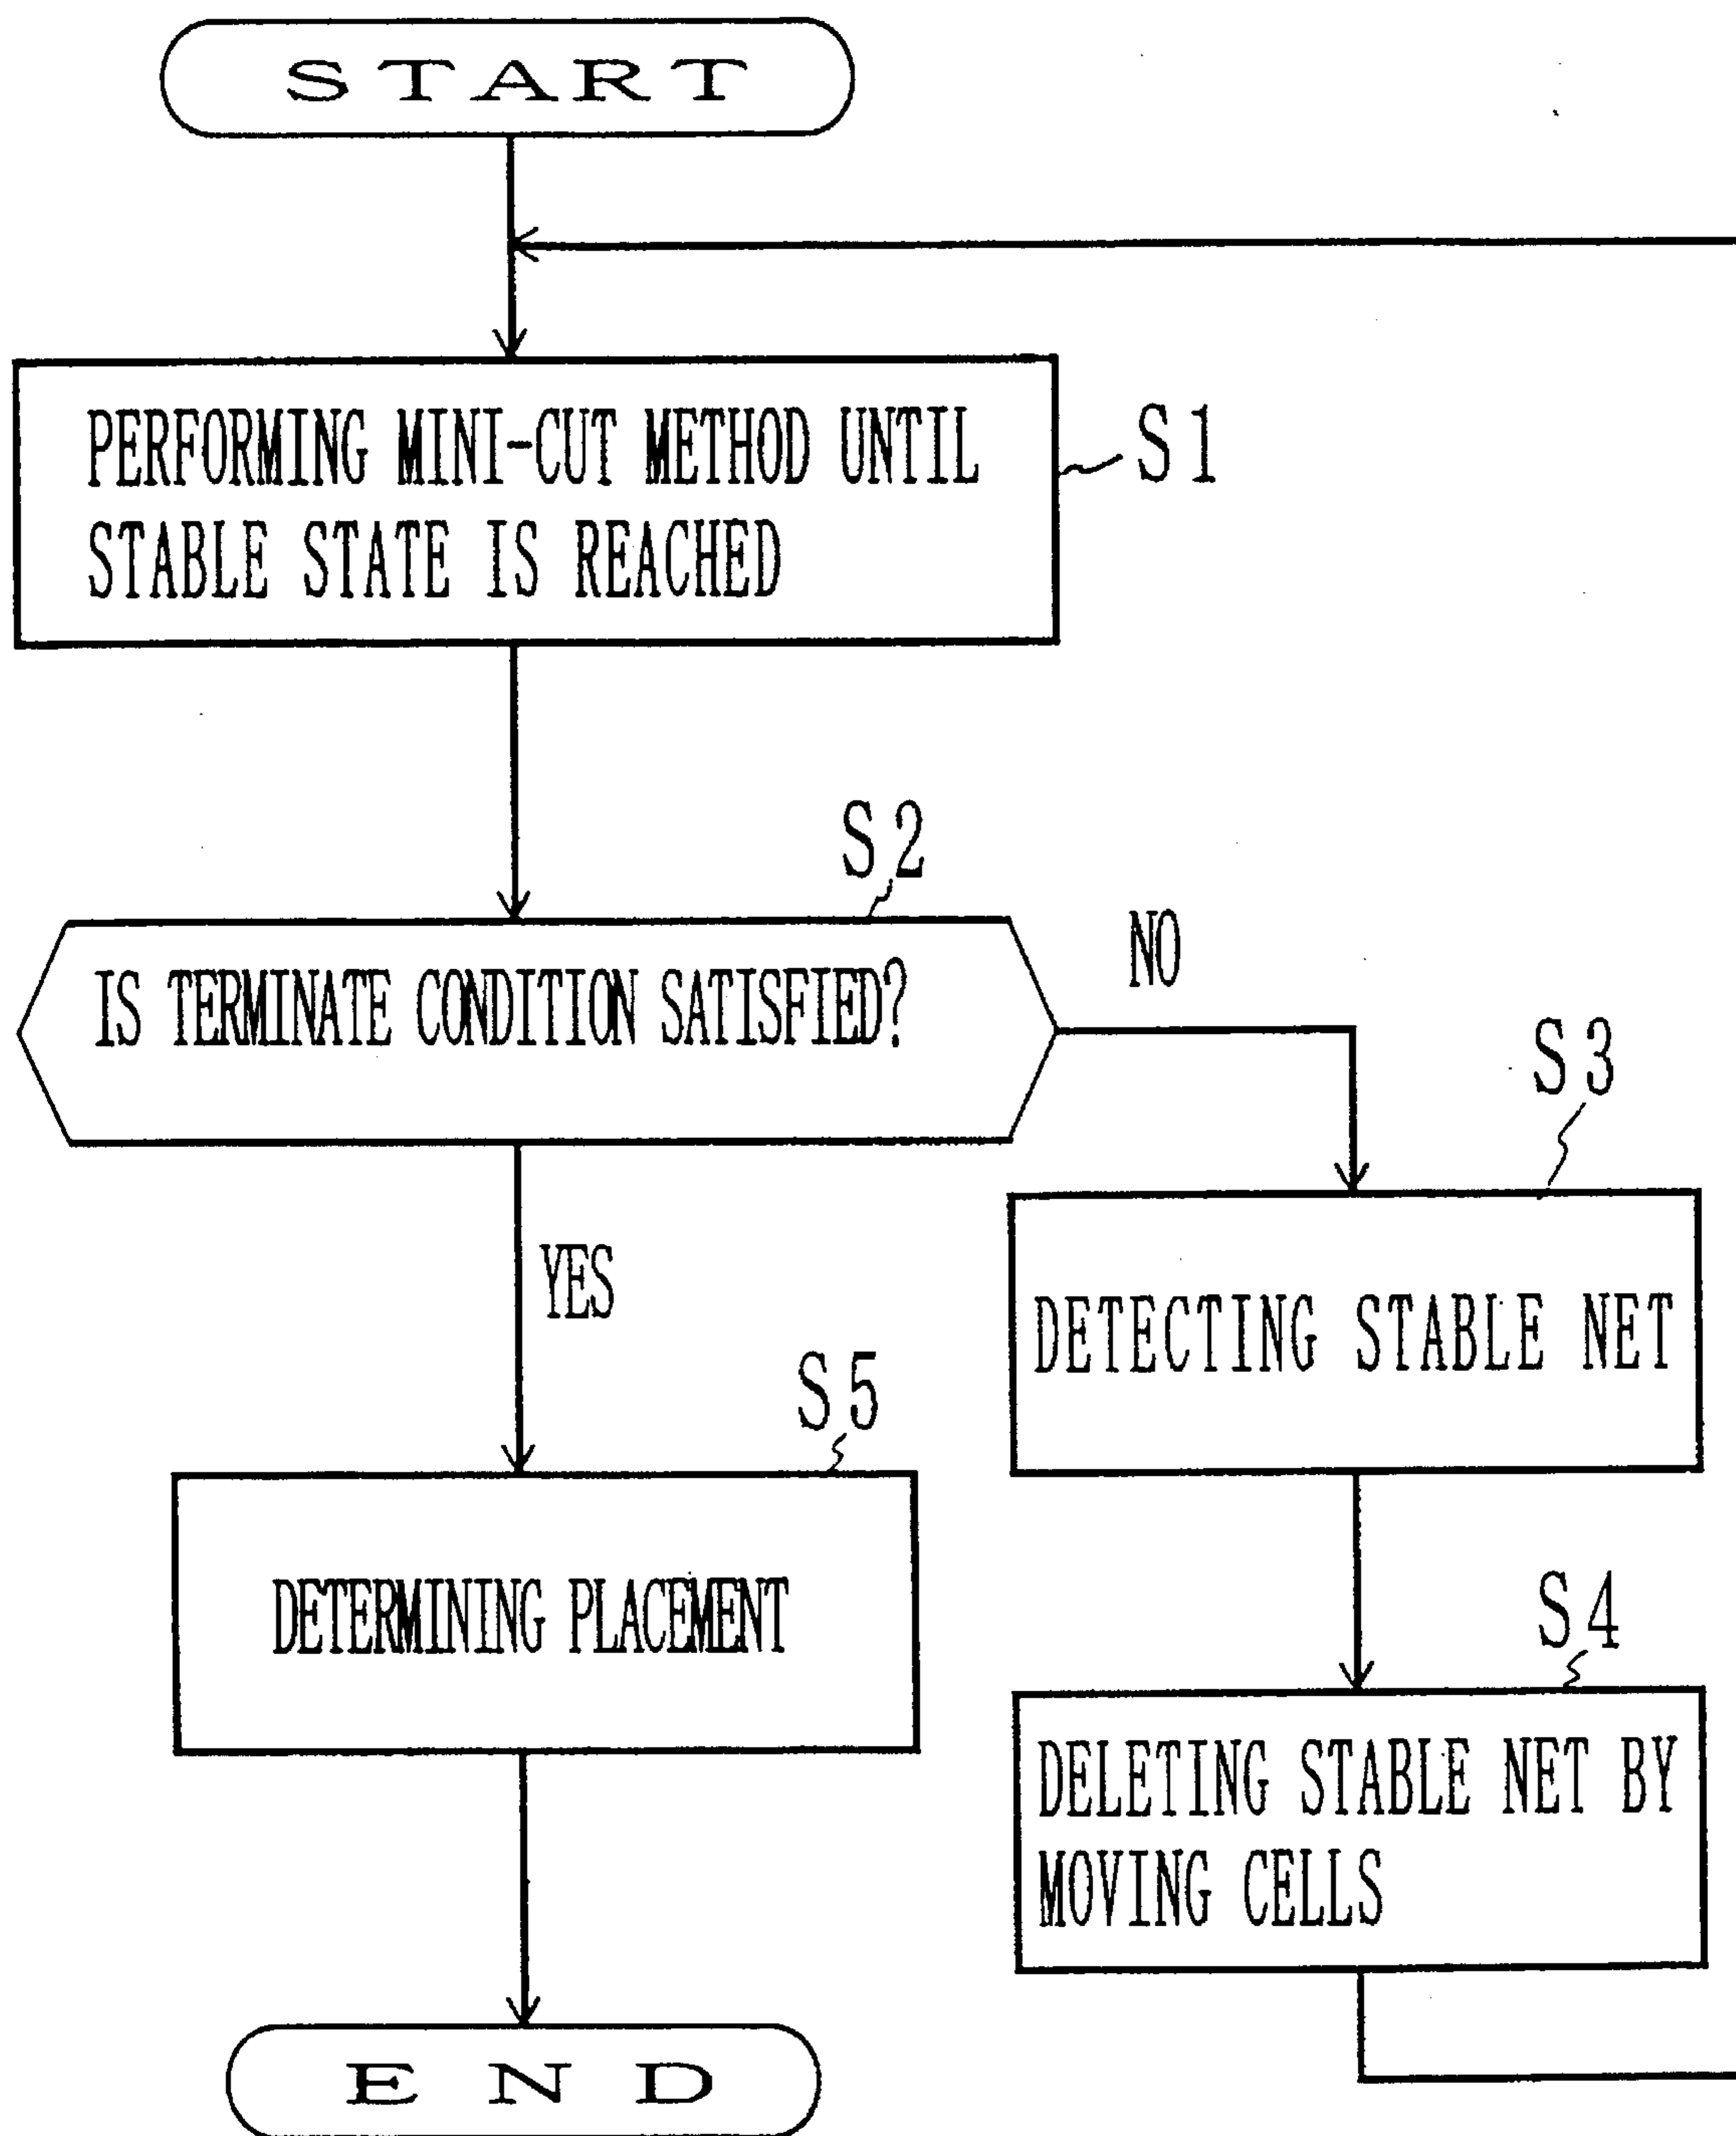 START
PERFORMING MINI-CUT METHOD UNTIL
STABLE STATE IS REACHED
S1
S2
IS TERMINATE CONDITION SATISFIED?
NO
S3
YES
DETECTING STABLE NET
S5
DETERMINING PLACEMENT
S4
DELETING STABLE NET BY
MOVING CELLS
END